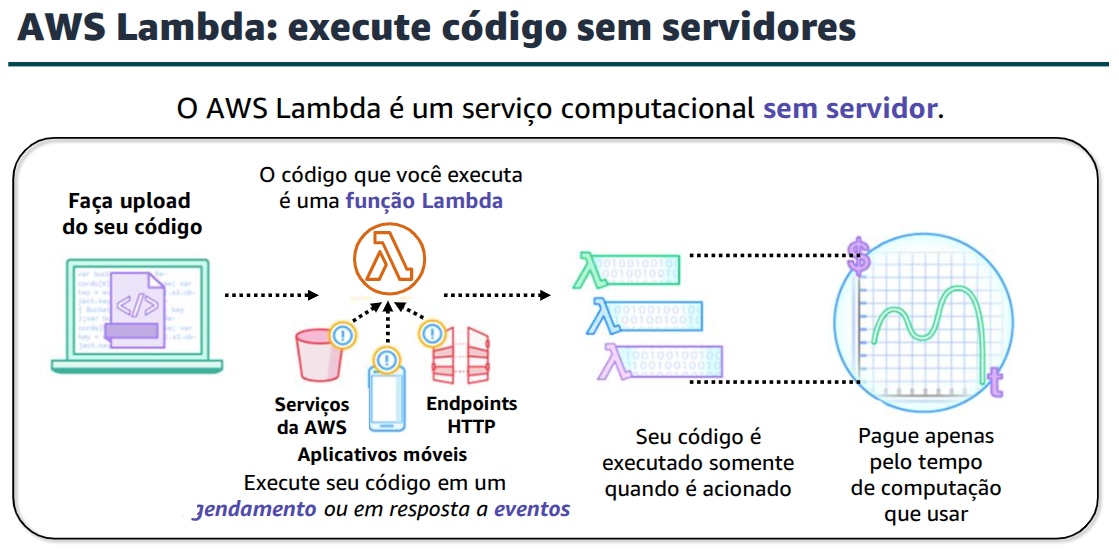 AWS Lambda: execute código sem servidores
O AWS Lambda é um serviço computacional sem servidor.
Faça upload
do seu código
O código que você executa
é uma função Lambda
Serviços
da AWS
Endpoints
HTTP
Aplicativos móveis
Execute seu código em um
gendamento ou em resposta a eventos
Seu código é
executado somente
quando é acionado
$
t
Pague apenas
pelo tempo
de computação
que usar